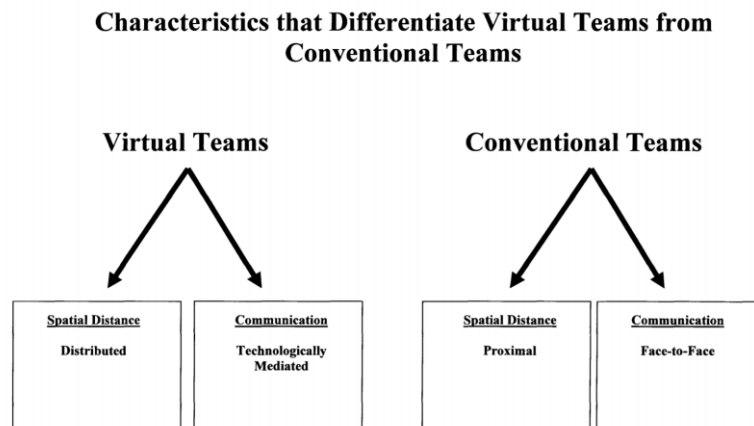 Characteristics that Differentiate Virtual Teams from
Conventional Teams
Virtual Teams
Conventional Teams
Spatial Distance
Distributed
Communication
Technologically
Mediated
Spatial Distance
Proximal
Communication
Face-to-Face